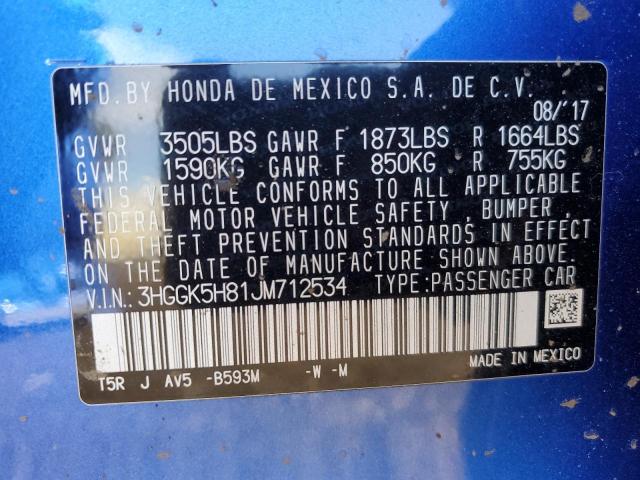 MFD. BY HONDA DE MEXICO S.A. DE C.V.
08/'17
GVWR 3505LBS GAWR F 1873LBS R 1664LBS
GVWR 1590KG GAWR F 850KG R 755KG
THIS VEHICLE CONFORMS TO ALL APPLICABLE
FEDERAL MOTOR VEHICLE SAFETY, BUMPER,
AND THEFT PREVENTION STANDARDS IN EFFECT
ON THE DATE OF MANUFACTURE SHOWN ABOVE.
V.I.N.: 3HGGK5H81JM712534 TYPE: PASSENGER CAR
T5R J AV5 -B593M -W -M MADE IN MEXICO